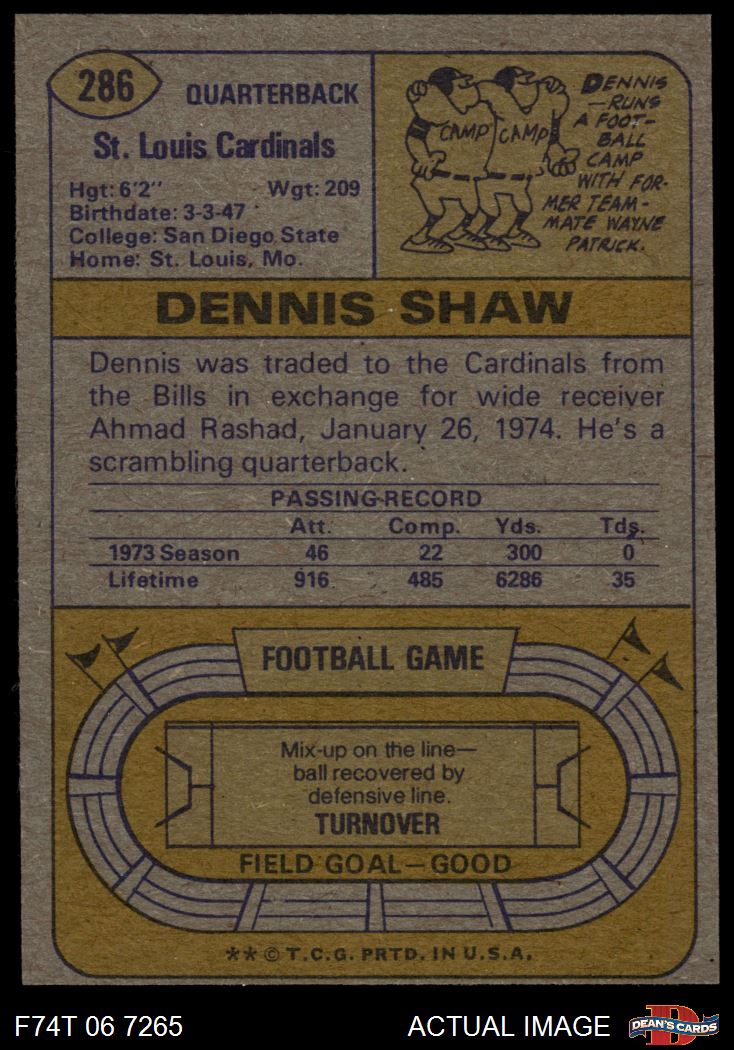 286
QUARTERBACK
St. Louis Cardinals
Hgt: 6'2" Wgt: 209
Birthdate: 3-3-47
College: San Diego State
Home: St. Louis, Mo.
CAMP CAMP
DENNIS
—RUNS
A FOOT-
BALL
CAMP
WITH FOR-
MER TEAM-
MATE WAYNE
PATRICK.
DENNIS SHAW
Dennis was traded to the Cardinals from
the Bills in exchange for wide receiver
Ahmad Rashad, January 26, 1974. He's a
scrambling quarterback.
PASSING RECORD
Att. Comp. Yds. Tds.
1973 Season 46 22 300 0
Lifetime 916 485 6286 35
FOOTBALL GAME
Mix-up on the line—
ball recovered by
defensive line.
TURNOVER
FIELD GOAL—GOOD
** © T.C.G. PRTD. IN U.S.A.
F74T 06 7265 ACTUAL IMAGE
D
DEAN'S CARDS